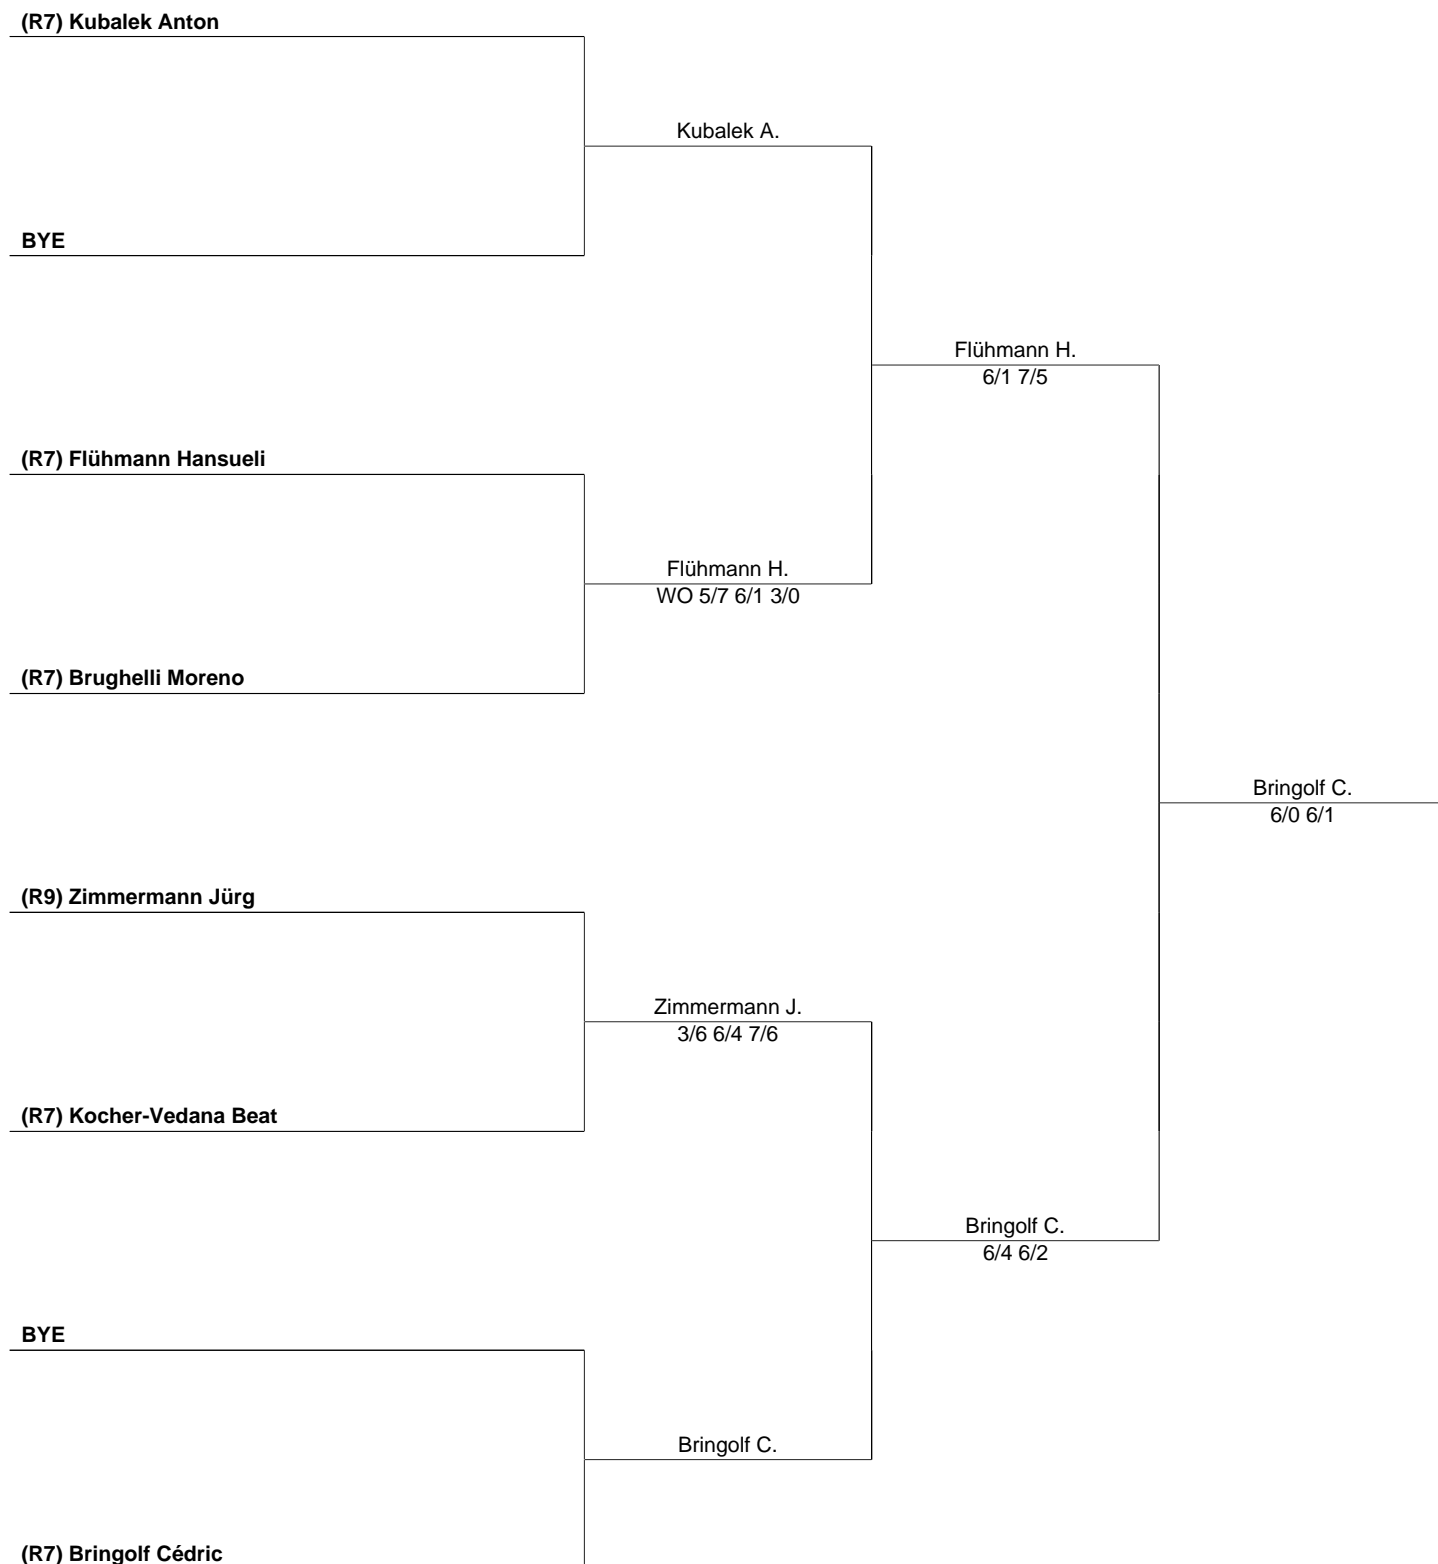 (R7) Kubalek Anton
Kubalek A.
BYE
Flühmann H.
6/1 7/5
(R7) Flühmann Hansueli
Flühmann H.
WO 5/7 6/1 3/0
(R7) Brughelli Moreno
Bringolf C.
6/0 6/1
(R9) Zimmermann Jürg
Zimmermann J.
3/6 6/4 7/6
(R7) Kocher-Vedana Beat
Bringolf C.
6/4 6/2
BYE
Bringolf C.
(R7) Bringolf Cédric